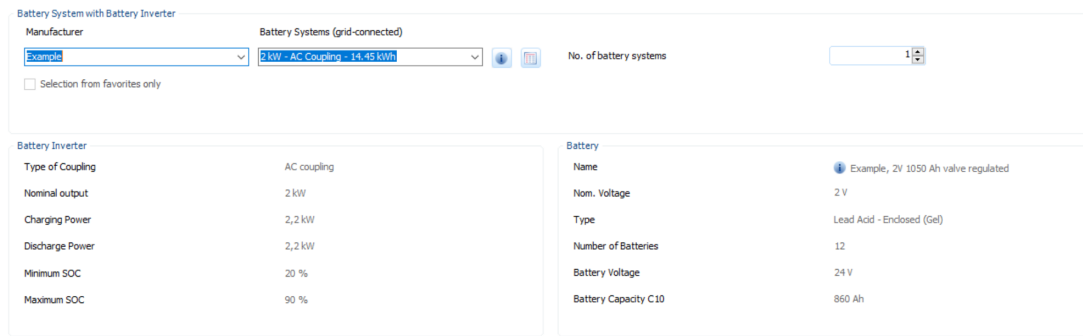 Battery System with Battery Inverter
Manufacturer Battery Systems (grid-connected)
Example 2 kW - AC Coupling - 14.45 kWh No. of battery systems 1
Selection from favorites only
Battery Inverter
Type of Coupling AC coupling
Nominal output 2 kW
Charging Power 2,2 kW
Discharge Power 2,2 kW
Minimum SOC 20 %
Maximum SOC 90 %
Battery
Name Example, 2V 1050 Ah valve regulated
Nom. Voltage 2 V
Type Lead Acid - Enclosed (Gel)
Number of Batteries 12
Battery Voltage 24 V
Battery Capacity C10 860 Ah